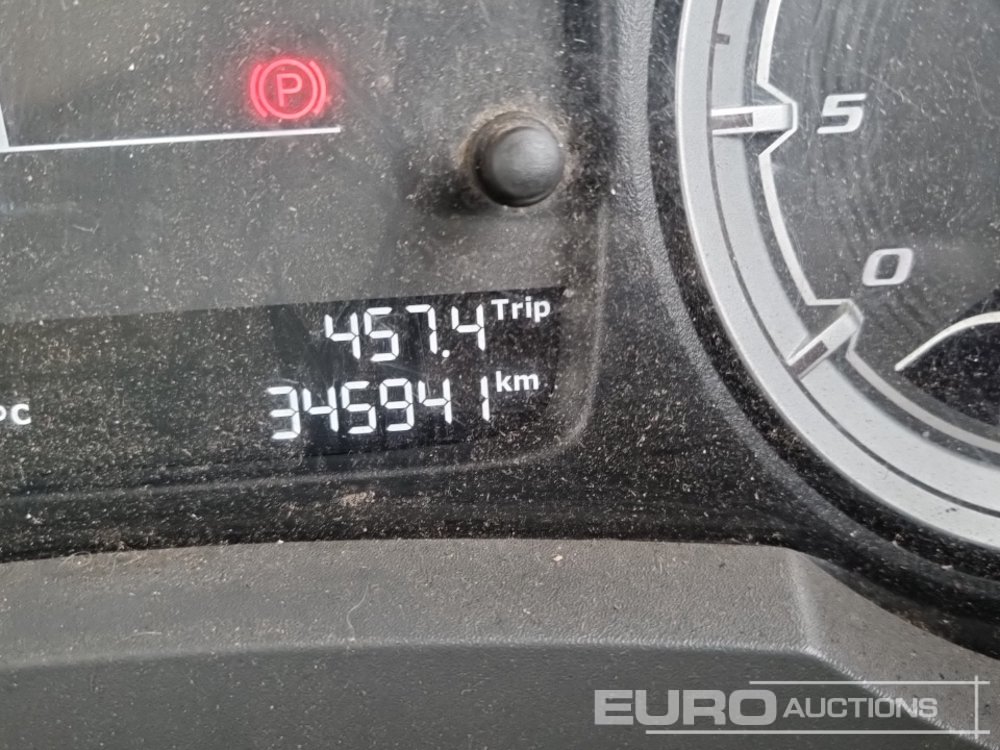 P
5
0
457.4 Trip
345941 km
°C
EURO AUCTIONS